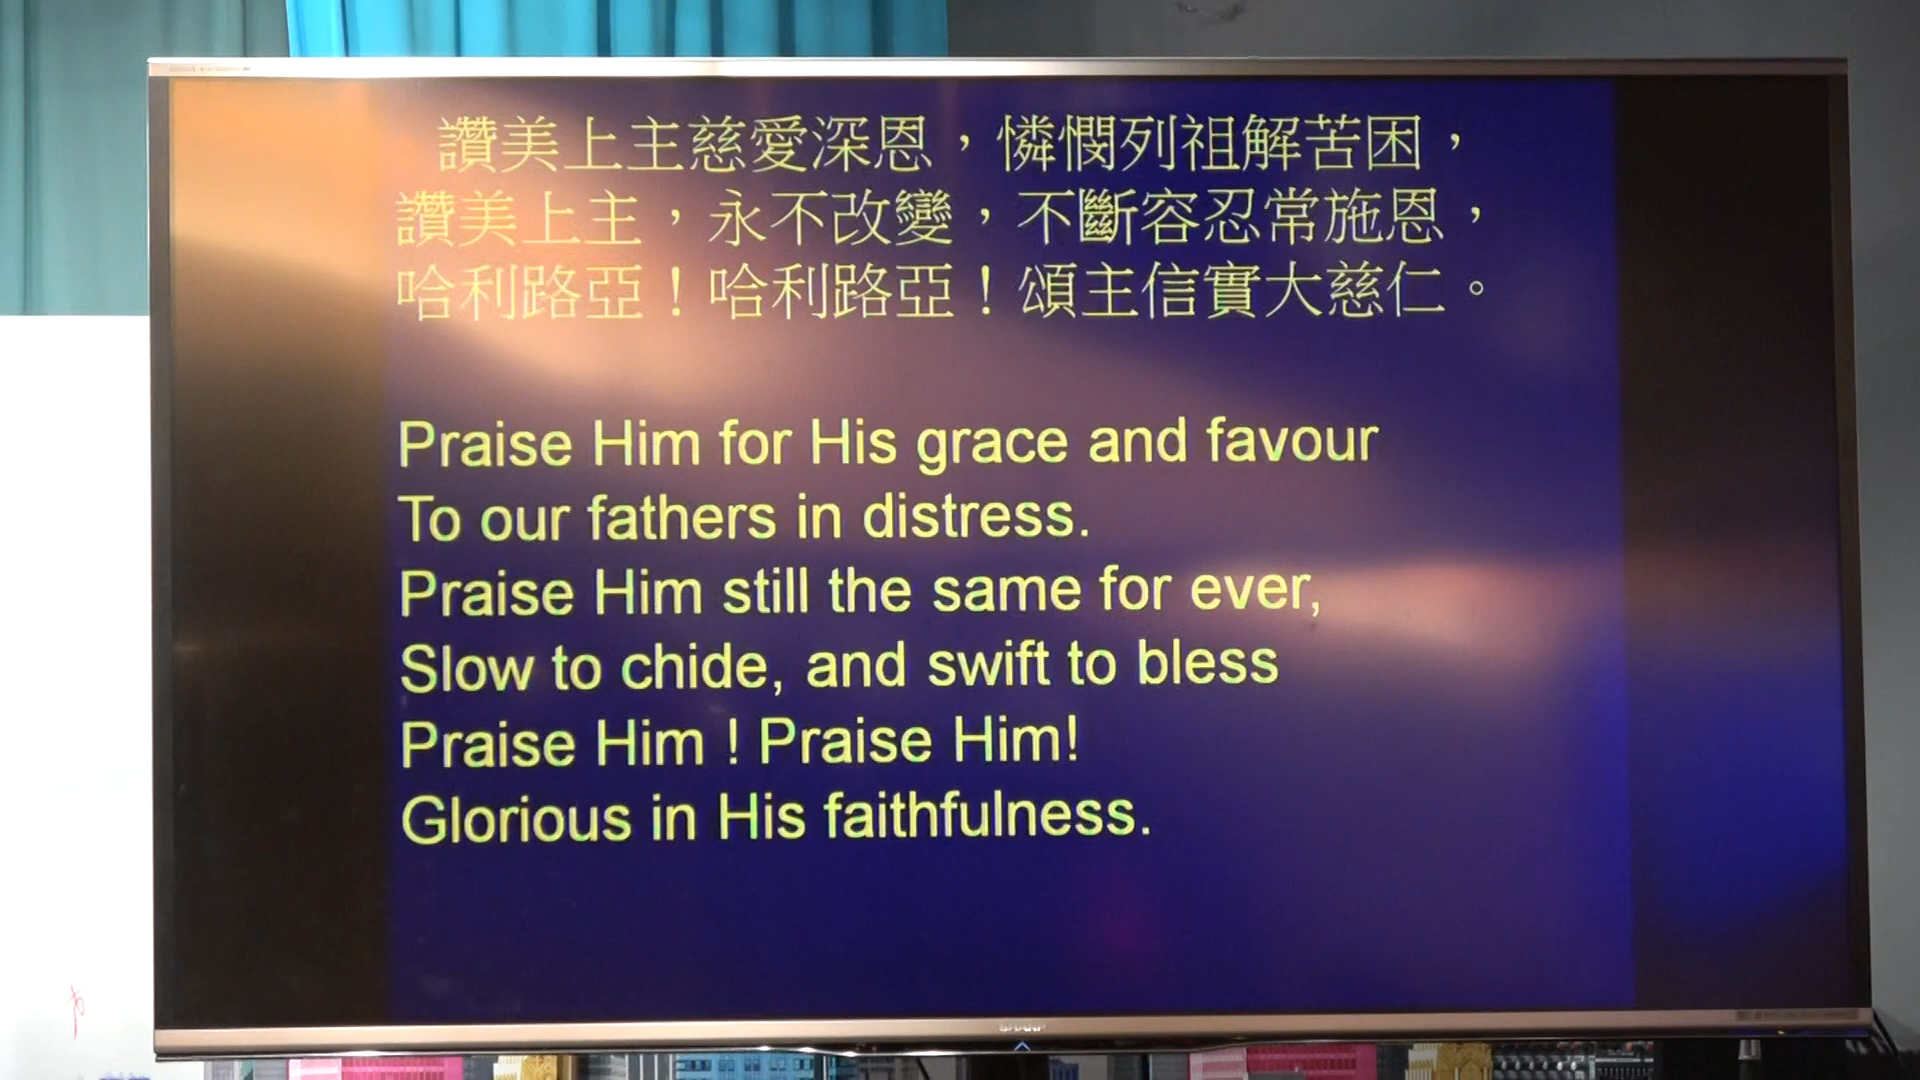 讚美上主慈愛深恩，憐憫列祖解苦困，
讚美上主，永不改變，不斷容忍常施恩，
哈利路亞！哈利路亞！頌主信實大慈仁。
Praise Him for His grace and favour
To our fathers in distress.
Praise Him still the same for ever,
Slow to chide, and swift to bless
Praise Him ! Praise Him!
Glorious in His faithfulness.
SHARP